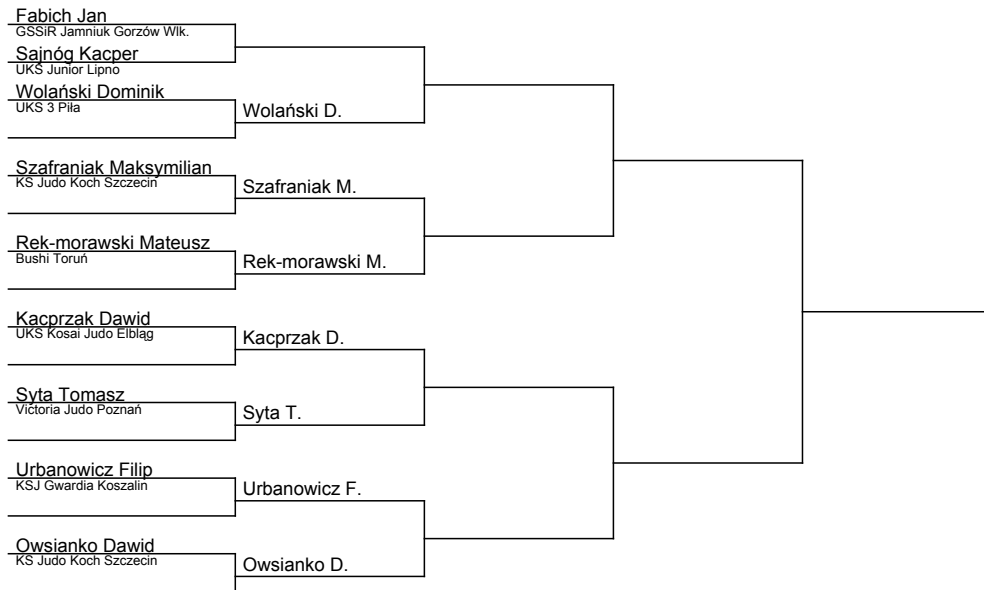 Fabich Jan
GSSiR Jamniuk Gorzów Wlk.
Sajnóg Kacper
UKS Junior Lipno
Wolański Dominik
UKS 3 Piła
Wolański D.
Szafraniak Maksymilian
KS Judo Koch Szczecin
Szafraniak M.
Rek-morawski Mateusz
Bushi Toruń
Rek-morawski M.
Kacprzak Dawid
UKS Kosai Judo Elbląg
Kacprzak D.
Syta Tomasz
Victoria Judo Poznań
Syta T.
Urbanowicz Filip
KSJ Gwardia Koszalin
Urbanowicz F.
Owsianko Dawid
KS Judo Koch Szczecin
Owsianko D.